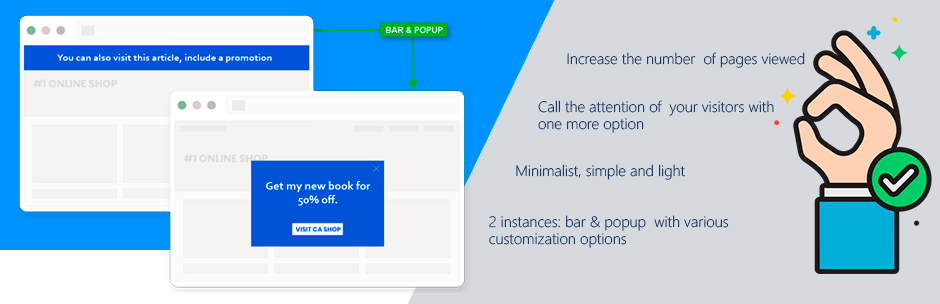 BAR & POPUP
You can also visit this article, include a promotion
#1 ONLINE SHOP
#1 ONLINE SHOP
Get my new book for
50% off.
VISIT CA SHOP
Increase the number of pages viewed
Call the attention of your visitors with
one more option
Minimalist, simple and light
2 instances: bar & popup with various
customization options